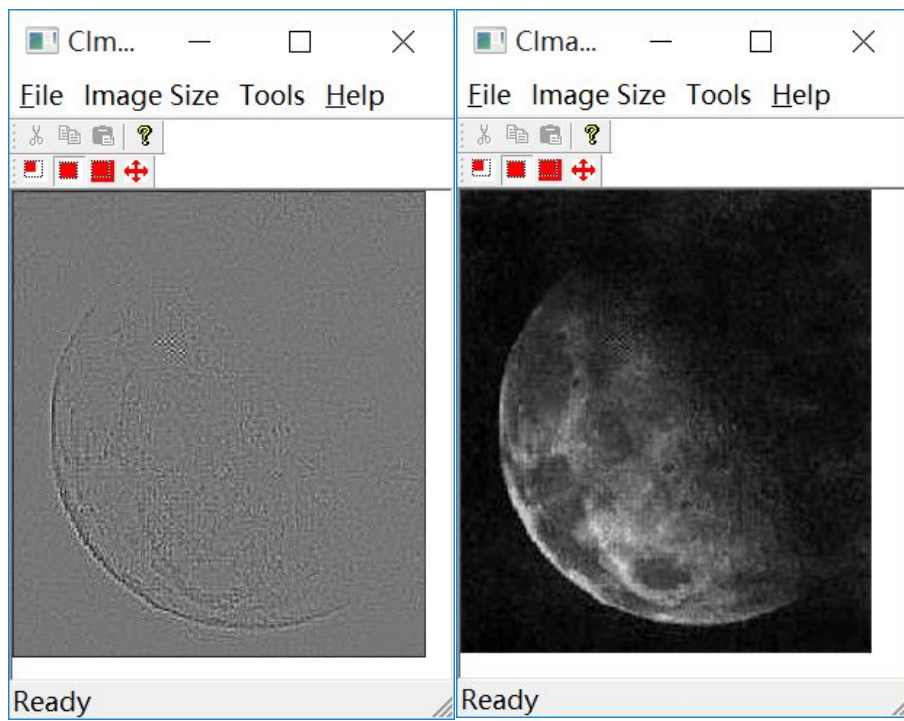 Clm...
File Image Size Tools Help
Ready
Clma...
File Image Size Tools Help
Ready